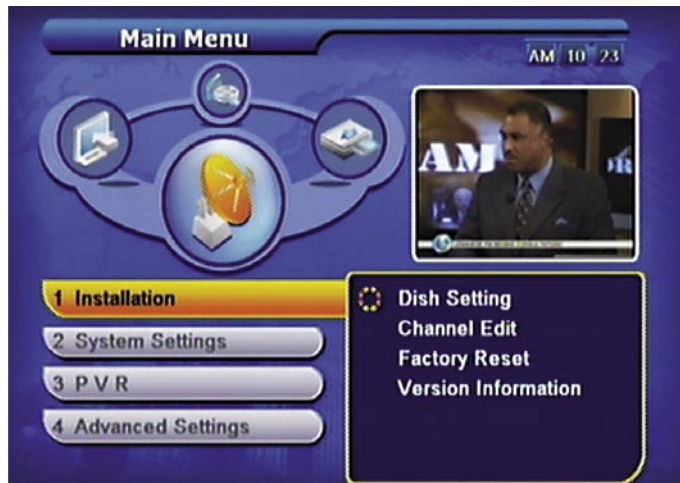 Main Menu
AM 10 23
AM
1 Installation
2 System Settings
3 P V R
4 Advanced Settings
Dish Setting
Channel Edit
Factory Reset
Version Information